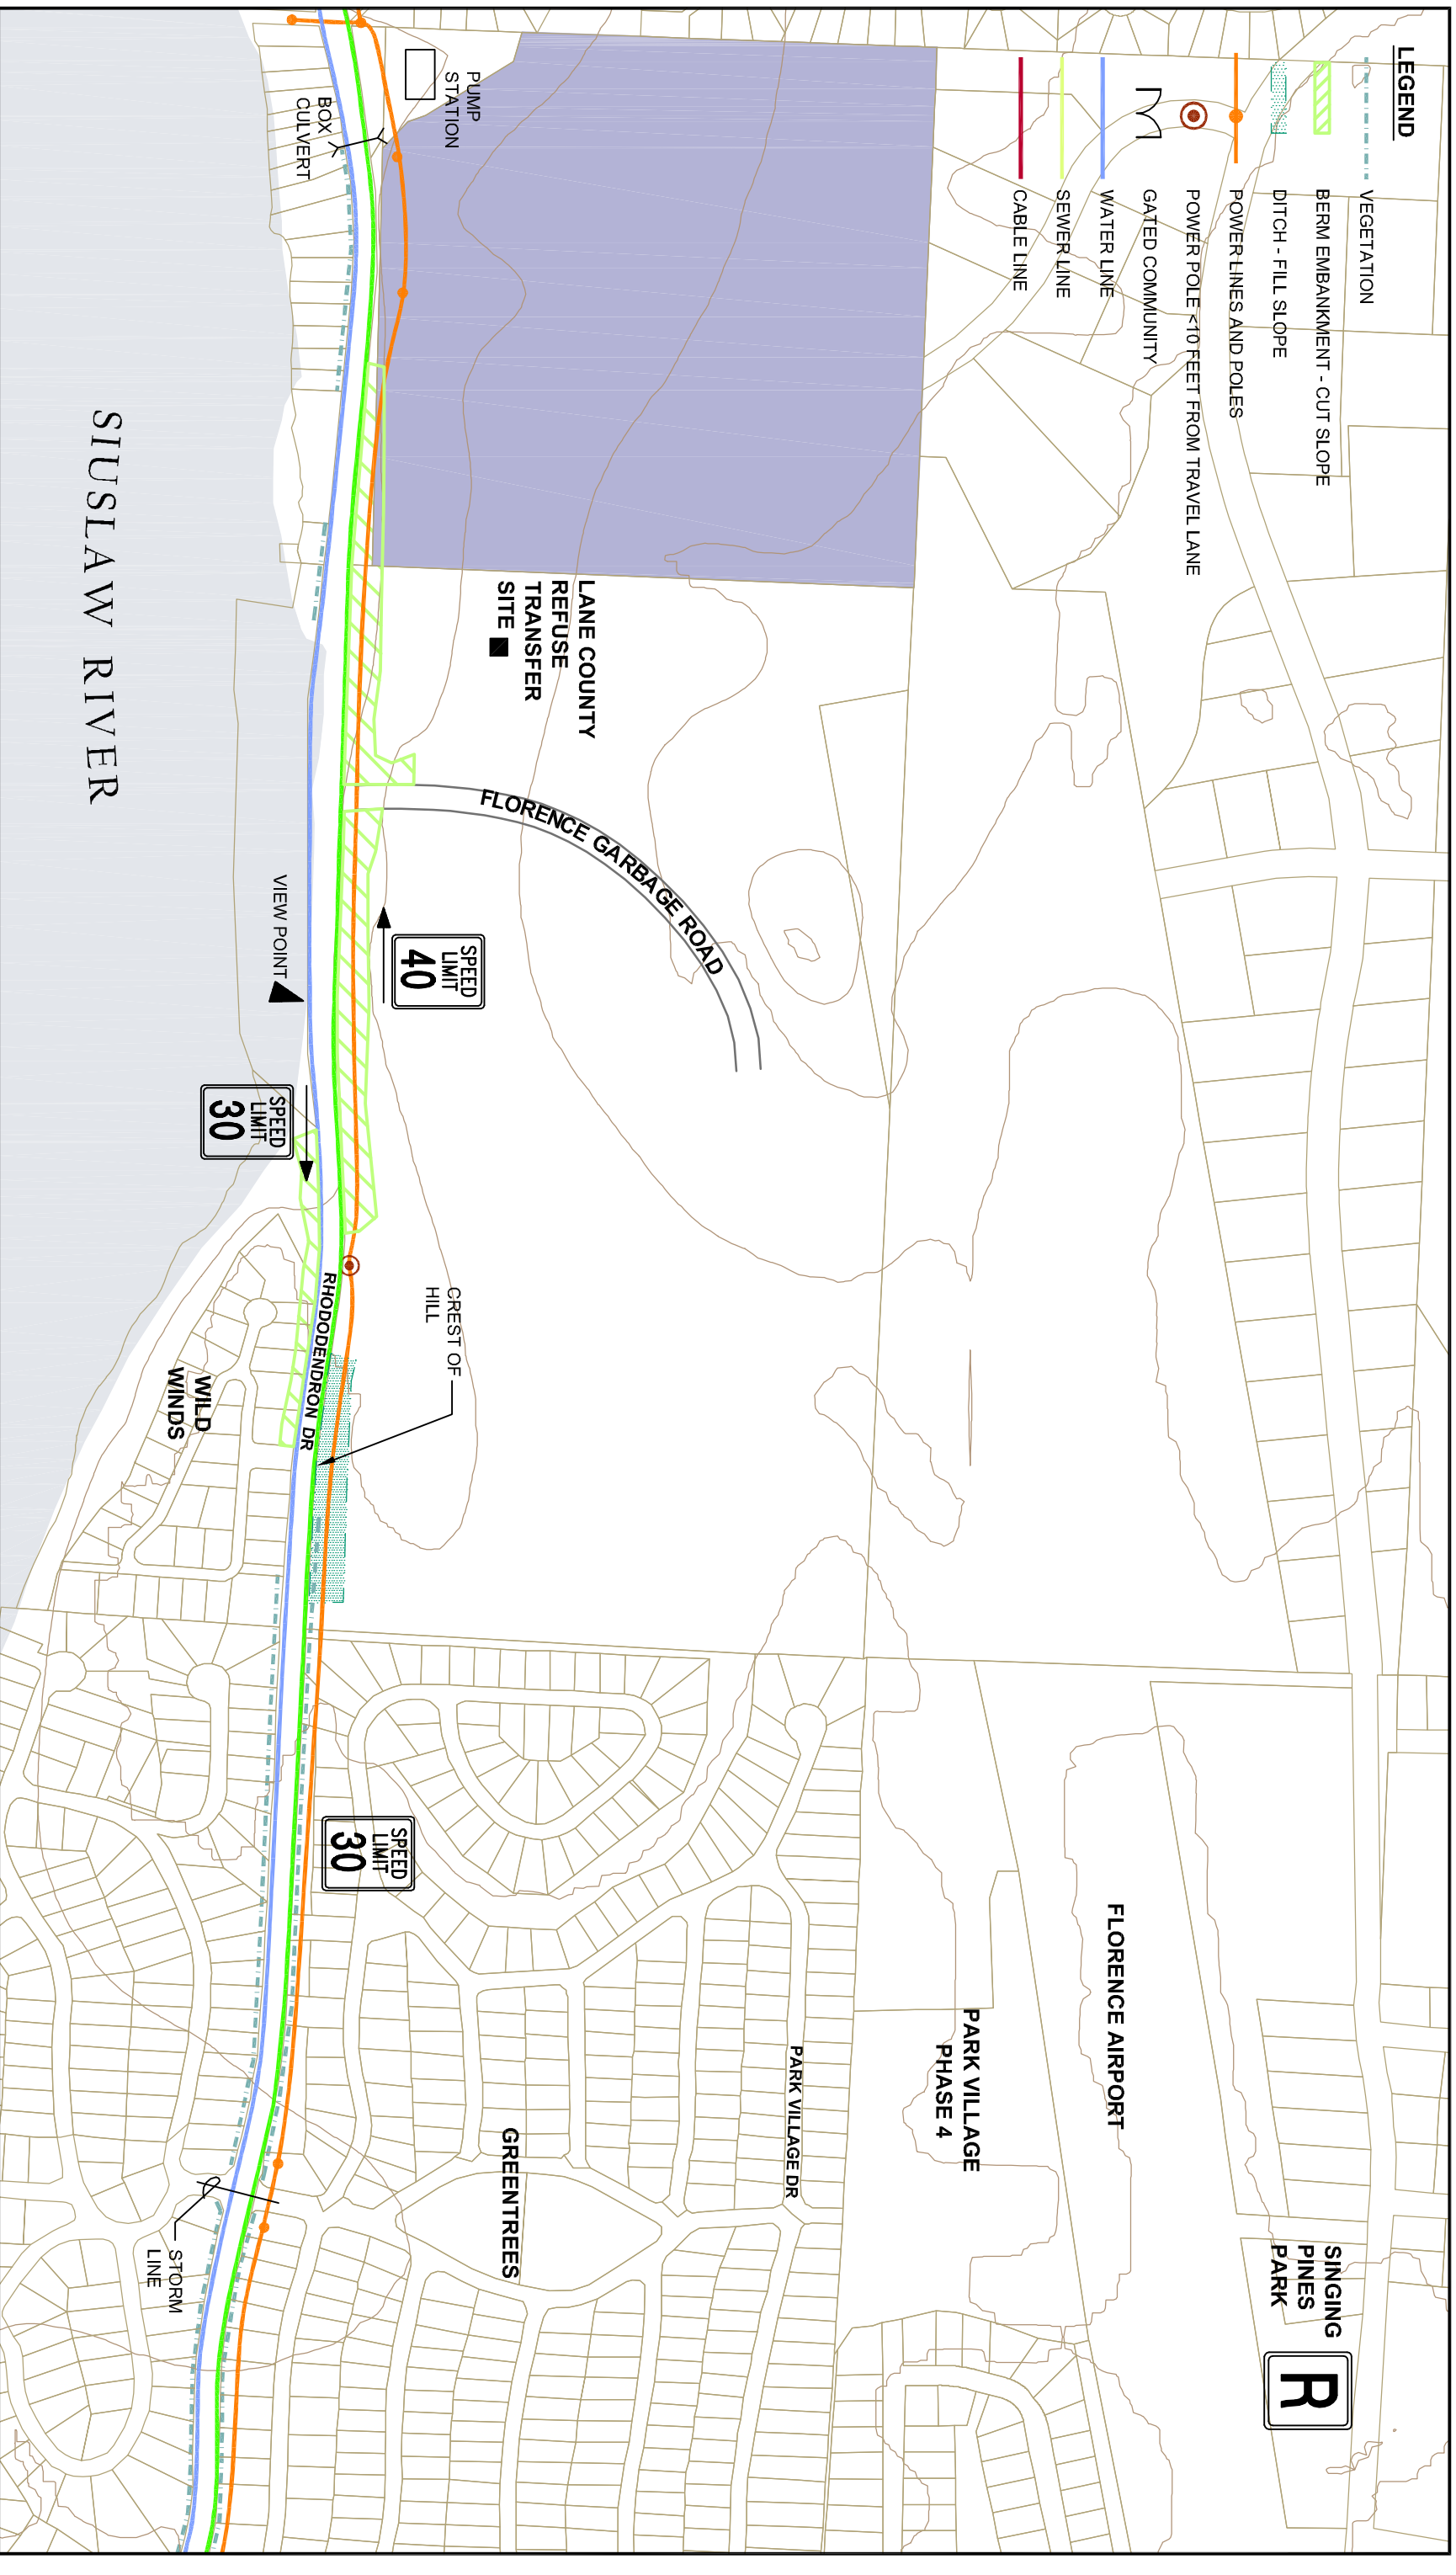 LEGEND
VEGETATION
BERM EMBANKMENT - CUT SLOPE
DITCH - FILL SLOPE
POWER LINES AND POLES
POWER POLE <10 FEET FROM TRAVEL LANE
GATED COMMUNITY
WATER LINE
SEWER LINE
CABLE LINE
SINGING
PINES
PARK
R
FLORENCE AIRPORT
PARK VILLAGE
PHASE 4
PARK VILLAGE DR
GREENTREES
LANE COUNTY
REFUSE
TRANSFER
SITE
FLORENCE GARBAGE ROAD
PUMP
STATION
BOX
CULVERT
SPEED
LIMIT
40
CREST OF
HILL
SPEED
LIMIT
30
VIEW POINT
SPEED
LIMIT
30
RHODODENDRON DR
WILD
WINDS
STORM
LINE
SIUSLAW RIVER